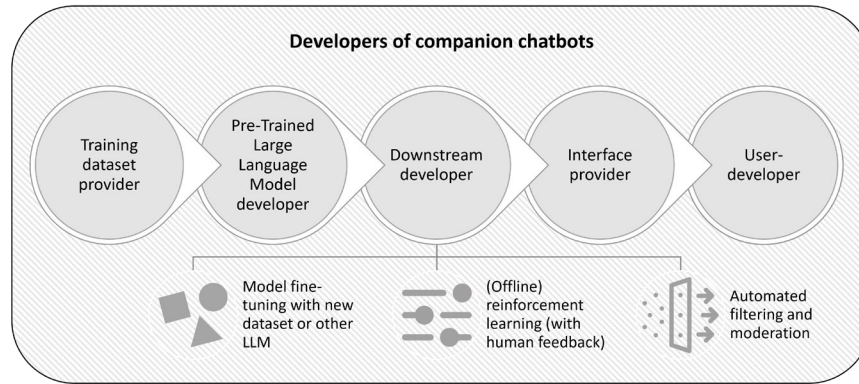 Developers of companion chatbots
Training
dataset
provider
Pre-Trained
Large
Language
Model
developer
Downstream
developer
Interface
provider
User-
developer
Model fine-
tuning with new
dataset or other
LLM
(Offline)
reinforcement
learning (with
human feedback)
Automated
filtering and
moderation